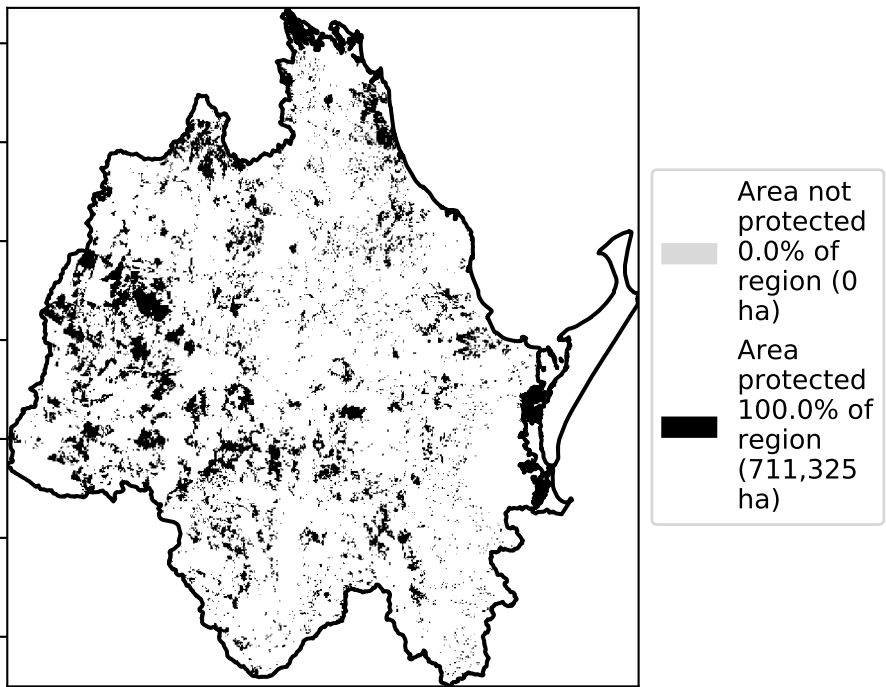 Area not
protected
0.0% of
region (0
ha)
Area
protected
100.0% of
region
(711,325
ha)